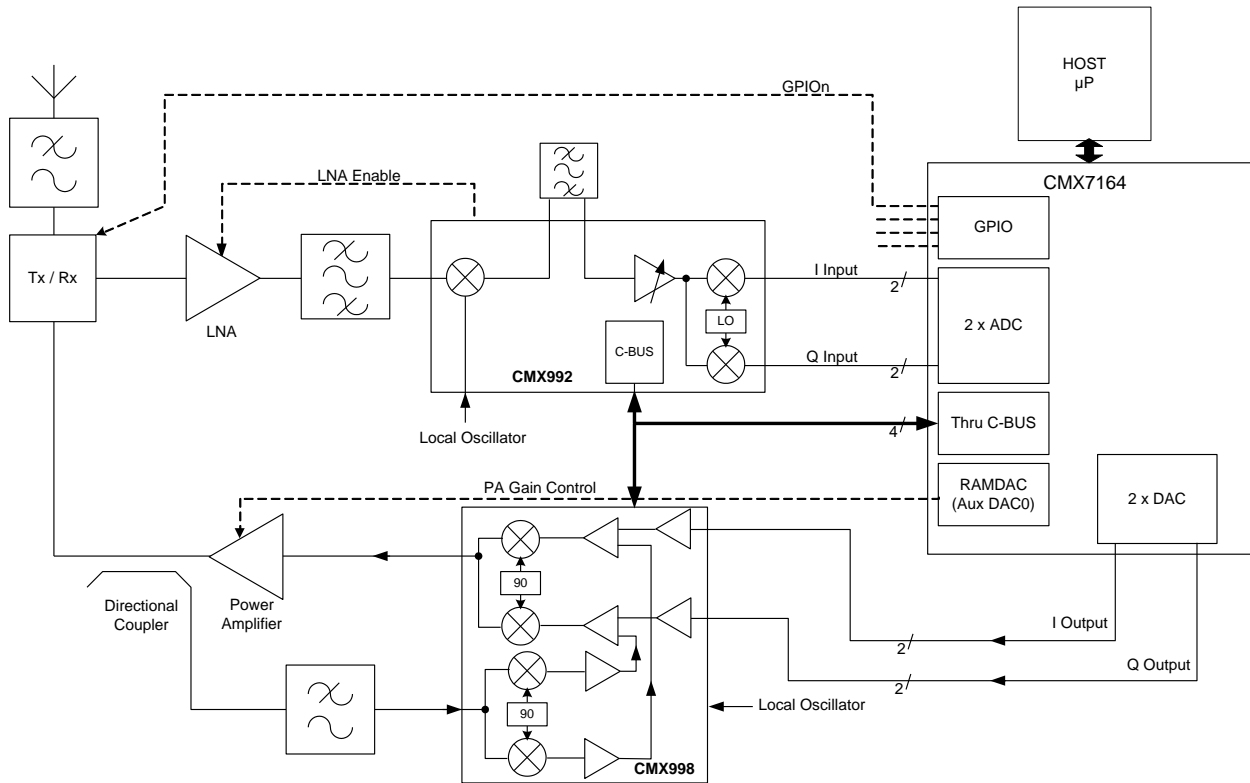 HOST
µP
GPIOn
CMX7164
LNA Enable
GPIO
Tx / Rx
I Input
2
LNA
LO
2 x ADC
C-BUS
Q Input
2
CMX992
Local Oscillator
4
Thru C-BUS
PA Gain Control
RAMDAC
(Aux DAC0)
2 x DAC
90
Directional
Coupler
Power
Amplifier
I Output
2
Q Output
2
90
Local Oscillator
CMX998